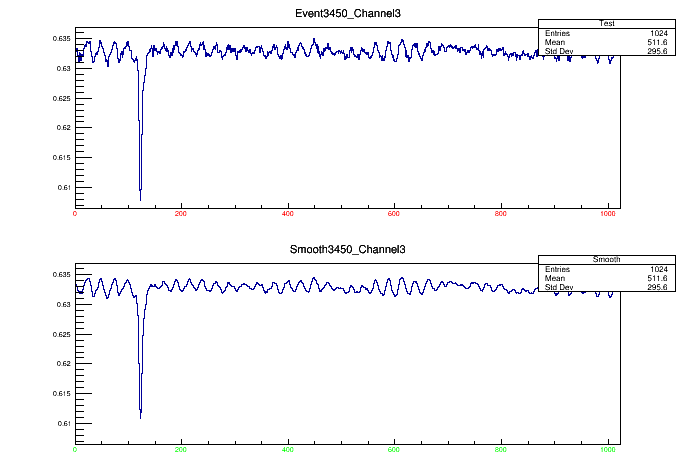 Event3450_Channel3
Test
Entries 1024
Mean 511.6
Std Dev 295.6
0.635
0.63
0.625
0.62
0.615
0.61
0 200 400 600 800 1000
Smooth3450_Channel3
Smooth
Entries 1024
Mean 511.6
Std Dev 295.6
0.635
0.63
0.625
0.62
0.615
0.61
0 200 400 600 800 1000